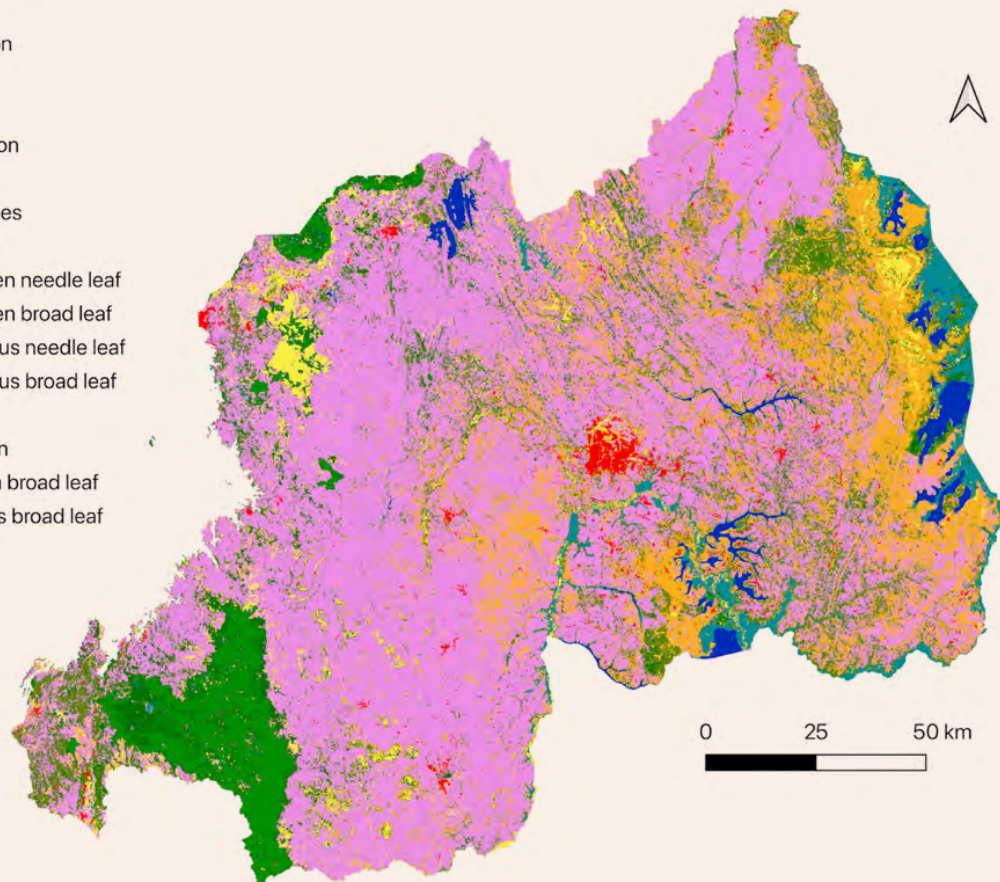 on
on
es
en needle leaf
en broad leaf
us needle leaf
us broad leaf
n
n broad leaf
s broad leaf
0 25 50 km